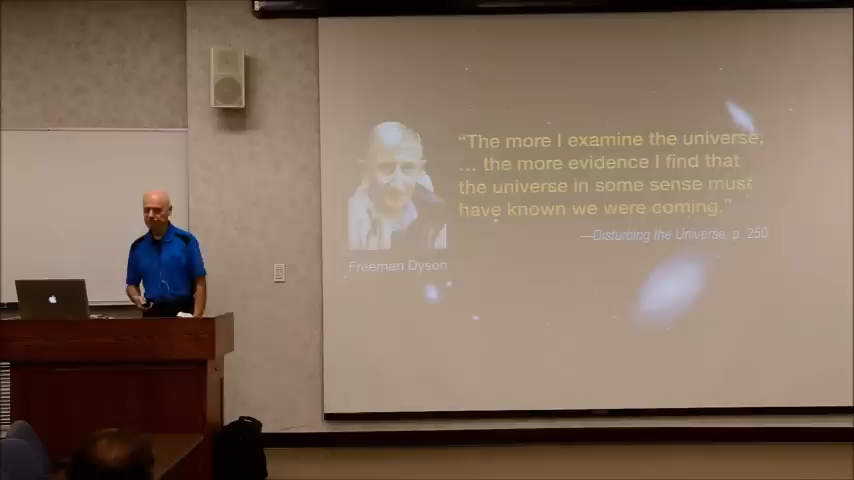 “The more I examine the universe,
... the more evidence I find that
the universe in some sense must
have known we were coming.”
—Disturbing the Universe, p. 250
Freeman Dyson